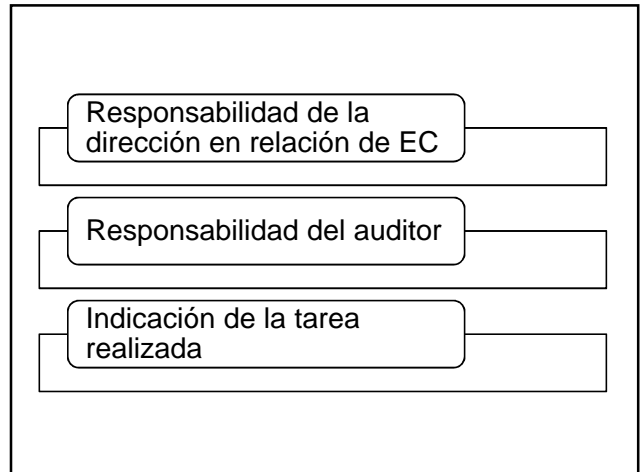 Responsabilidad de la
dirección en relación de EC
Responsabilidad del auditor
Indicación de la tarea
realizada